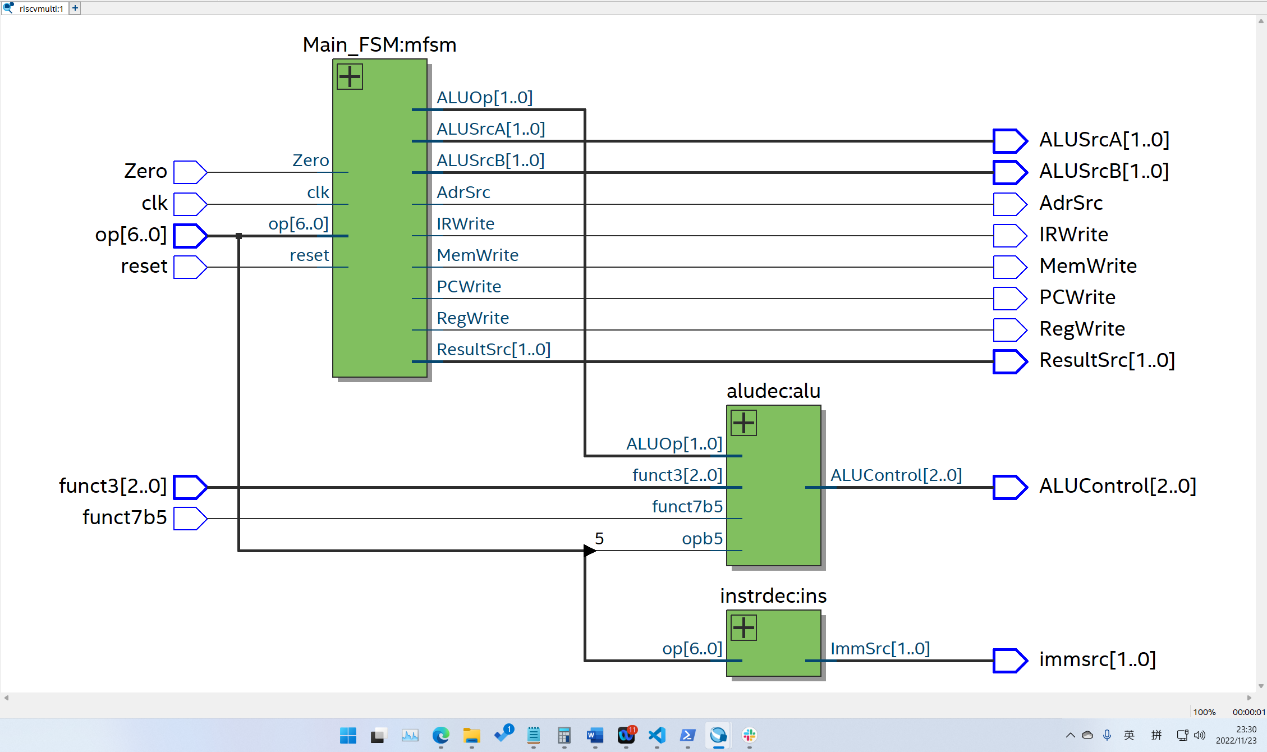 riscvmulti:1
Main_FSM:mfsm
ALUOp[1..0]
ALUSrcA[1..0]
ALUSrcA[1..0]
Zero
Zero
ALUSrcB[1..0]
ALUSrcB[1..0]
clk
clk
AdrSrc
AdrSrc
op[6..0]
op[6..0]
IRWrite
IRWrite
reset
reset
MemWrite
MemWrite
PCWrite
PCWrite
RegWrite
RegWrite
ResultSrc[1..0]
ResultSrc[1..0]
aludec:alu
ALUOp[1..0]
funct3[2..0]
funct3[2..0]
ALUControl[2..0]
ALUControl[2..0]
funct7b5
funct7b5
5
opb5
instrdec:ins
op[6..0]
ImmSrc[1..0]
immsrc[1..0]
100%
00:00:01
1
11
英
拼
23:30
2022/11/23